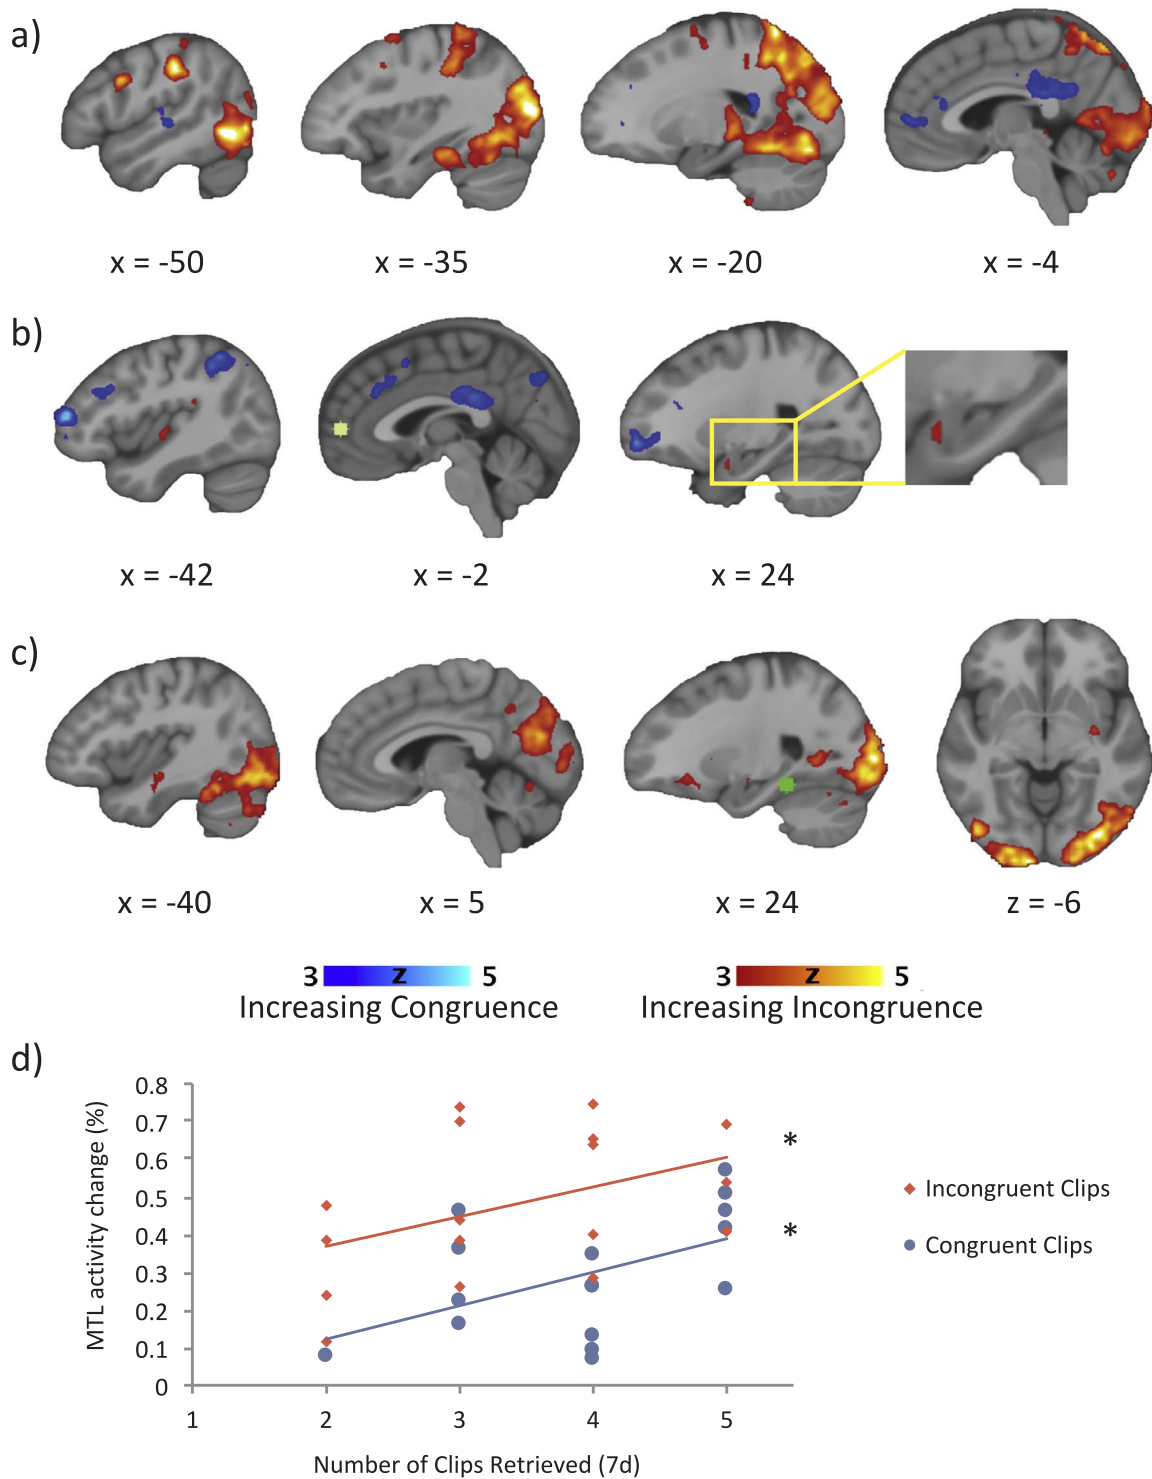 a)
x = -50
x = -35
x = -20
x = -4
b)
x = -42
x = -2
x = 24
c)
x = -40
x = 5
x = 24
z = -6
3 z 5
Increasing Congruence
3 z 5
Increasing Incongruence
d)
MTL activity change (%)
0.8
0.7
0.6
0.5
0.4
0.3
0.2
0.1
0
*
*
Incongruent Clips
Congruent Clips
1 2 3 4 5
Number of Clips Retrieved (7d)